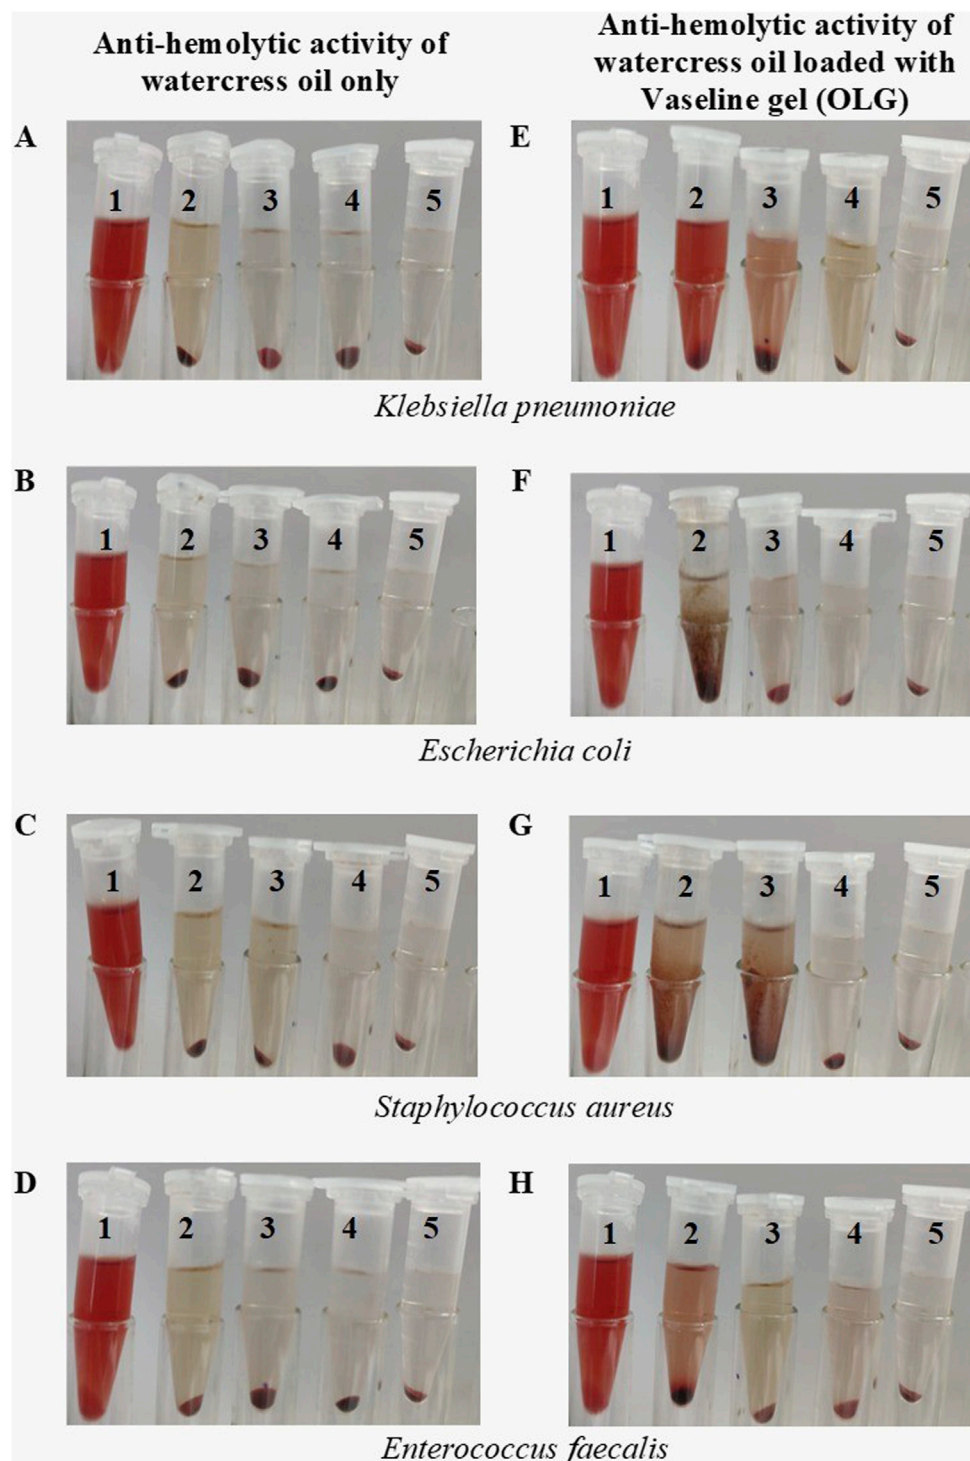 Anti-hemolytic activity of
watercress oil only
Anti-hemolytic activity of
watercress oil loaded with
Vaseline gel (OLG)
A
1 2 3 4 5
E
1 2 3 4 5
Klebsiella pneumoniae
B
1 2 3 4 5
F
1 2 3 4 5
Escherichia coli
C
1 2 3 4 5
G
1 2 3 4 5
Staphylococcus aureus
D
1 2 3 4 5
H
1 2 3 4 5
Enterococcus faecalis